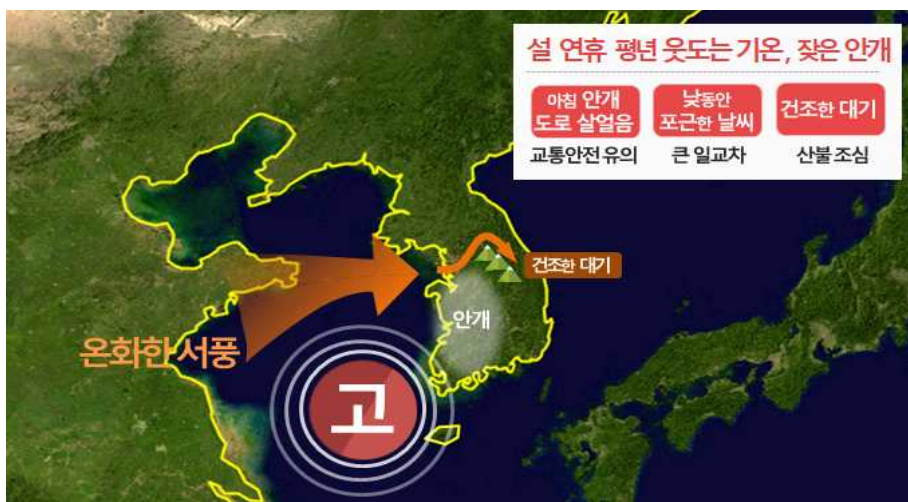 설 연휴 평년 웃도는 기온, 잦은 안개
아침 안개
도로 살얼음
교통안전 유의
낮동안
포근한 날씨
큰 일교차
건조한 대기
산불 조심
건조한 대기
안개
온화한 서풍
고